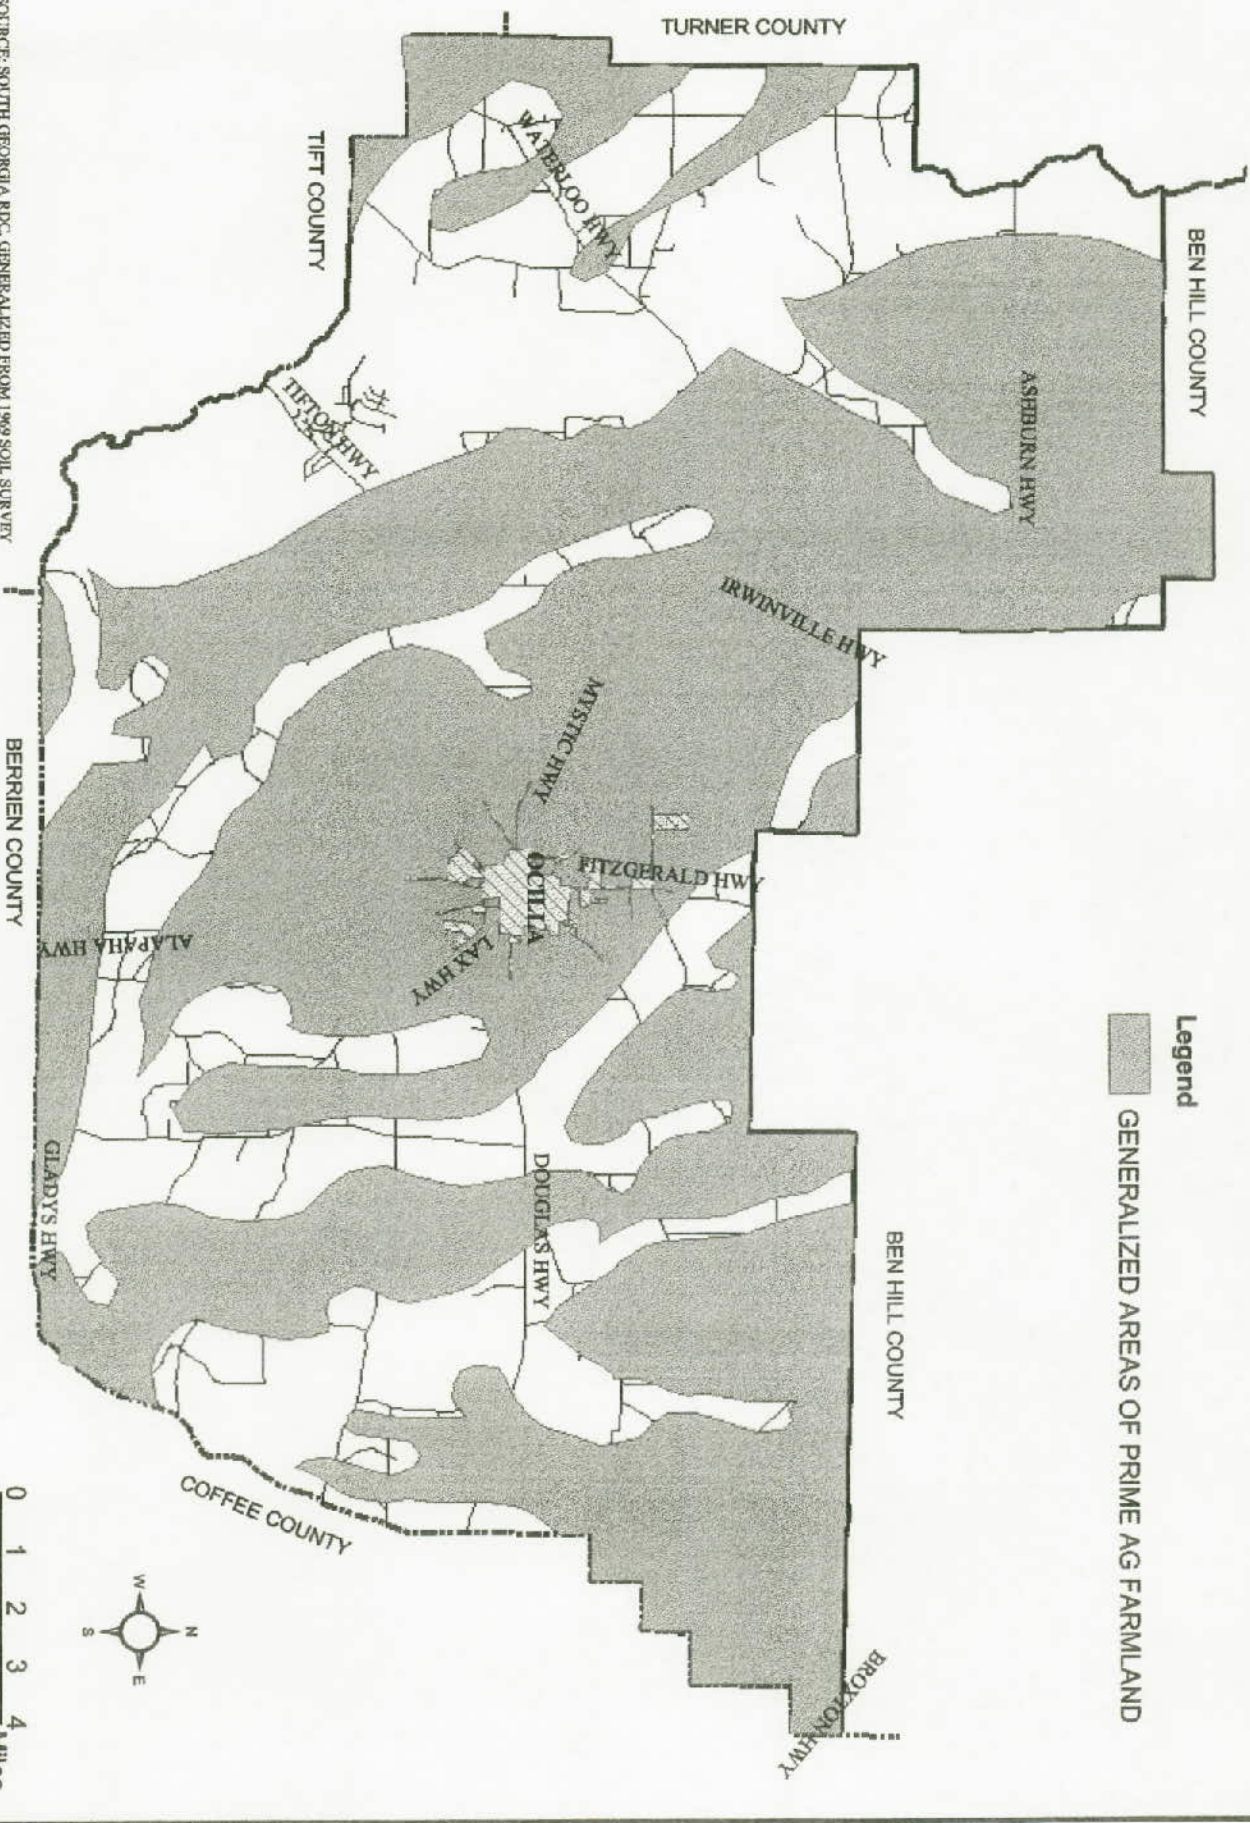 TURNER COUNTY
TIFT COUNTY
BEN HILL COUNTY
WATERLOO HWY
ASHBURN HWY
TIFTON HWY
IRWINVILLE HWY
MYSTIC HWY
FITZGERALD HWY
OCILLA
LAX HWY
ALAPAHA HWY
BERRIEN COUNTY
GLADYS HWY
DOUGLAS HWY
BEN HILL COUNTY
COFFEE COUNTY
BROXTON HWY
Legend
GENERALIZED AREAS OF PRIME AG FARMLAND
N
W
E
S
0 1 2 3 4
Miles
SOURCE: SOUTH GEORGIA RDC, GENERALIZED FROM 1969 SOIL SURVEY